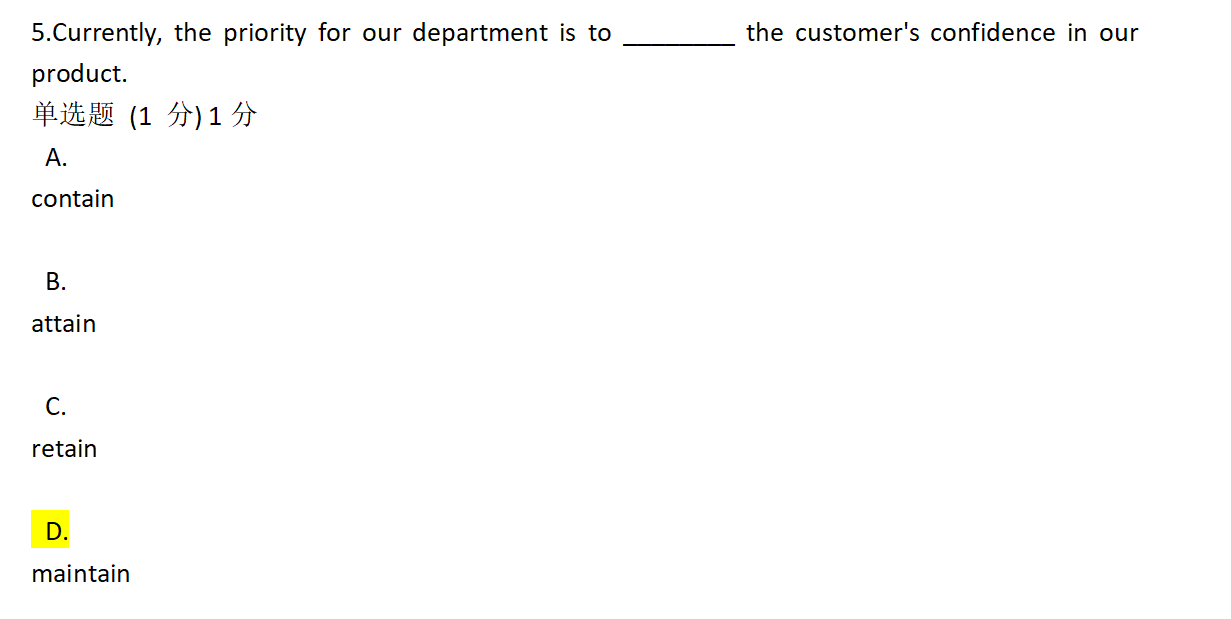 5.Currently, the priority for our department is to ________ the customer's confidence in our
product.
单选题 (1 分) 1 分
A.
contain
B.
attain
C.
retain
D.
maintain